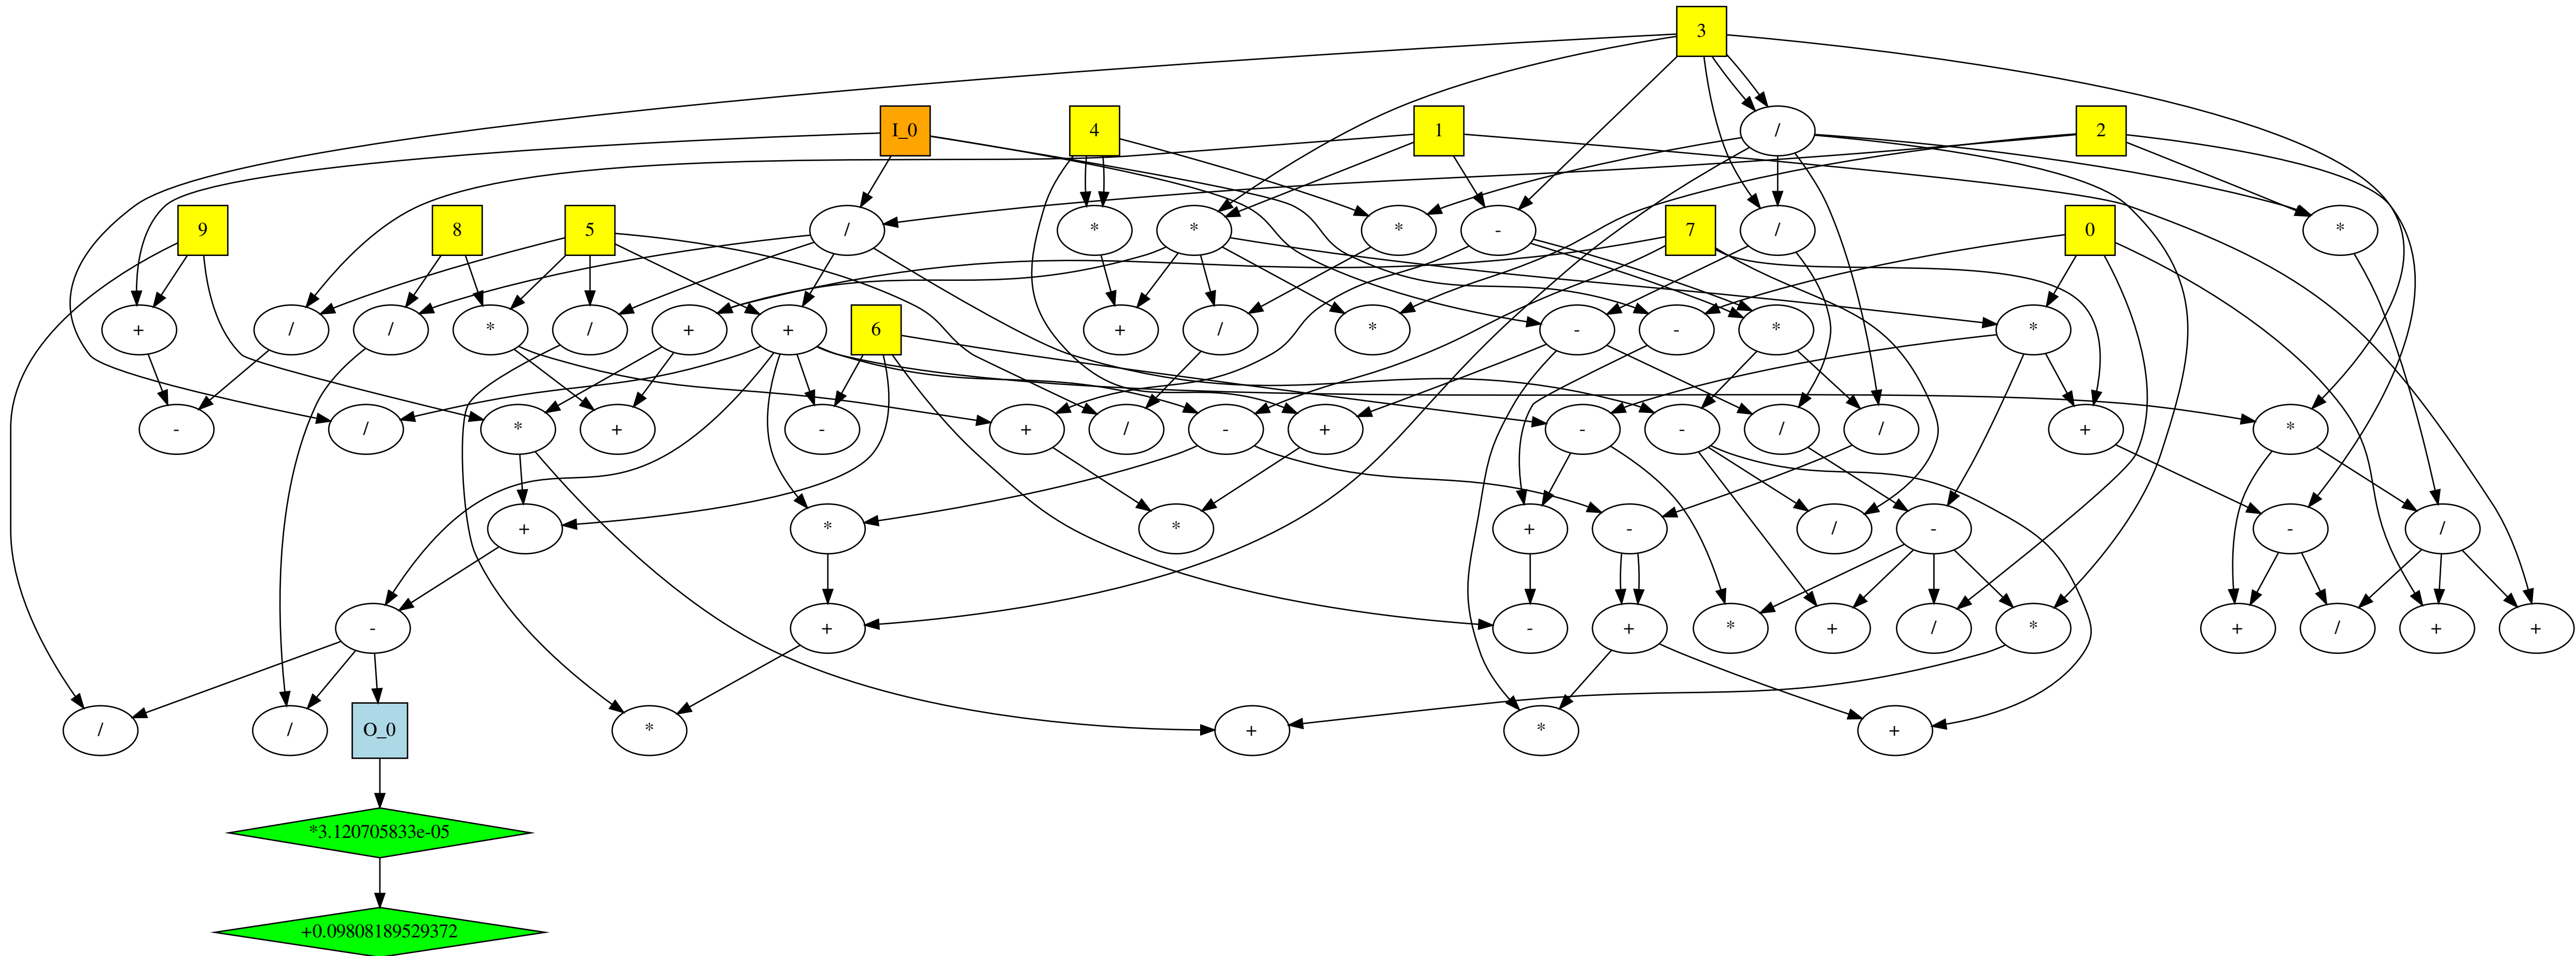 3
I_0 4 1 / 2
9 8 5 / * * * - 7 / 0 *
+ / / * / + + 6 + / * - - * *
- / * + - + / - + - - / / + *
+ * * + - / - - /
- + - + * + / * + / + +
/ / O_0 * + * +
*3.120705833e-05
+0.09808189529372